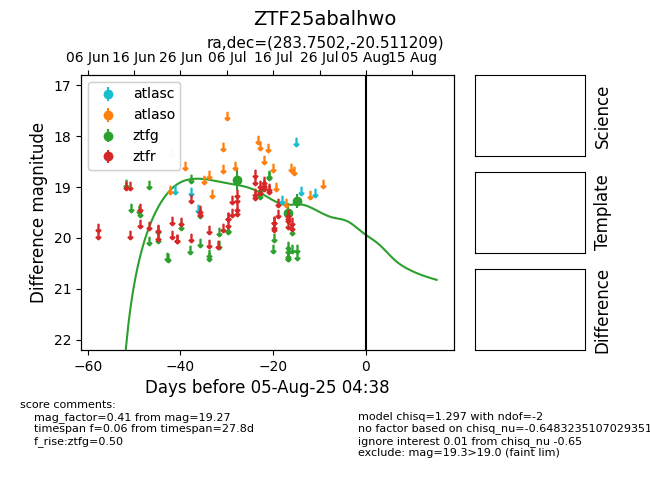 ZTF25abalhwo
ra,dec=(283.7502,-20.511209)
06 Jun 16 Jun 26 Jun 06 Jul 16 Jul 26 Jul 05 Aug 15 Aug
atlasc
atlaso
ztfg
ztfr
17
18
19
20
21
22
Difference magnitude
−60 −40 −20 0
Days before 05-Aug-25 04:38
Science
Template
Difference
score comments:
mag_factor=0.41 from mag=19.27
timespan f=0.06 from timespan=27.8d
f_rise:ztfg=0.50
model chisq=1.297 with ndof=-2
no factor based on chisq_nu=-0.6483235107029351
ignore interest 0.01 from chisq_nu -0.65
exclude: mag=19.3>19.0 (faint lim)